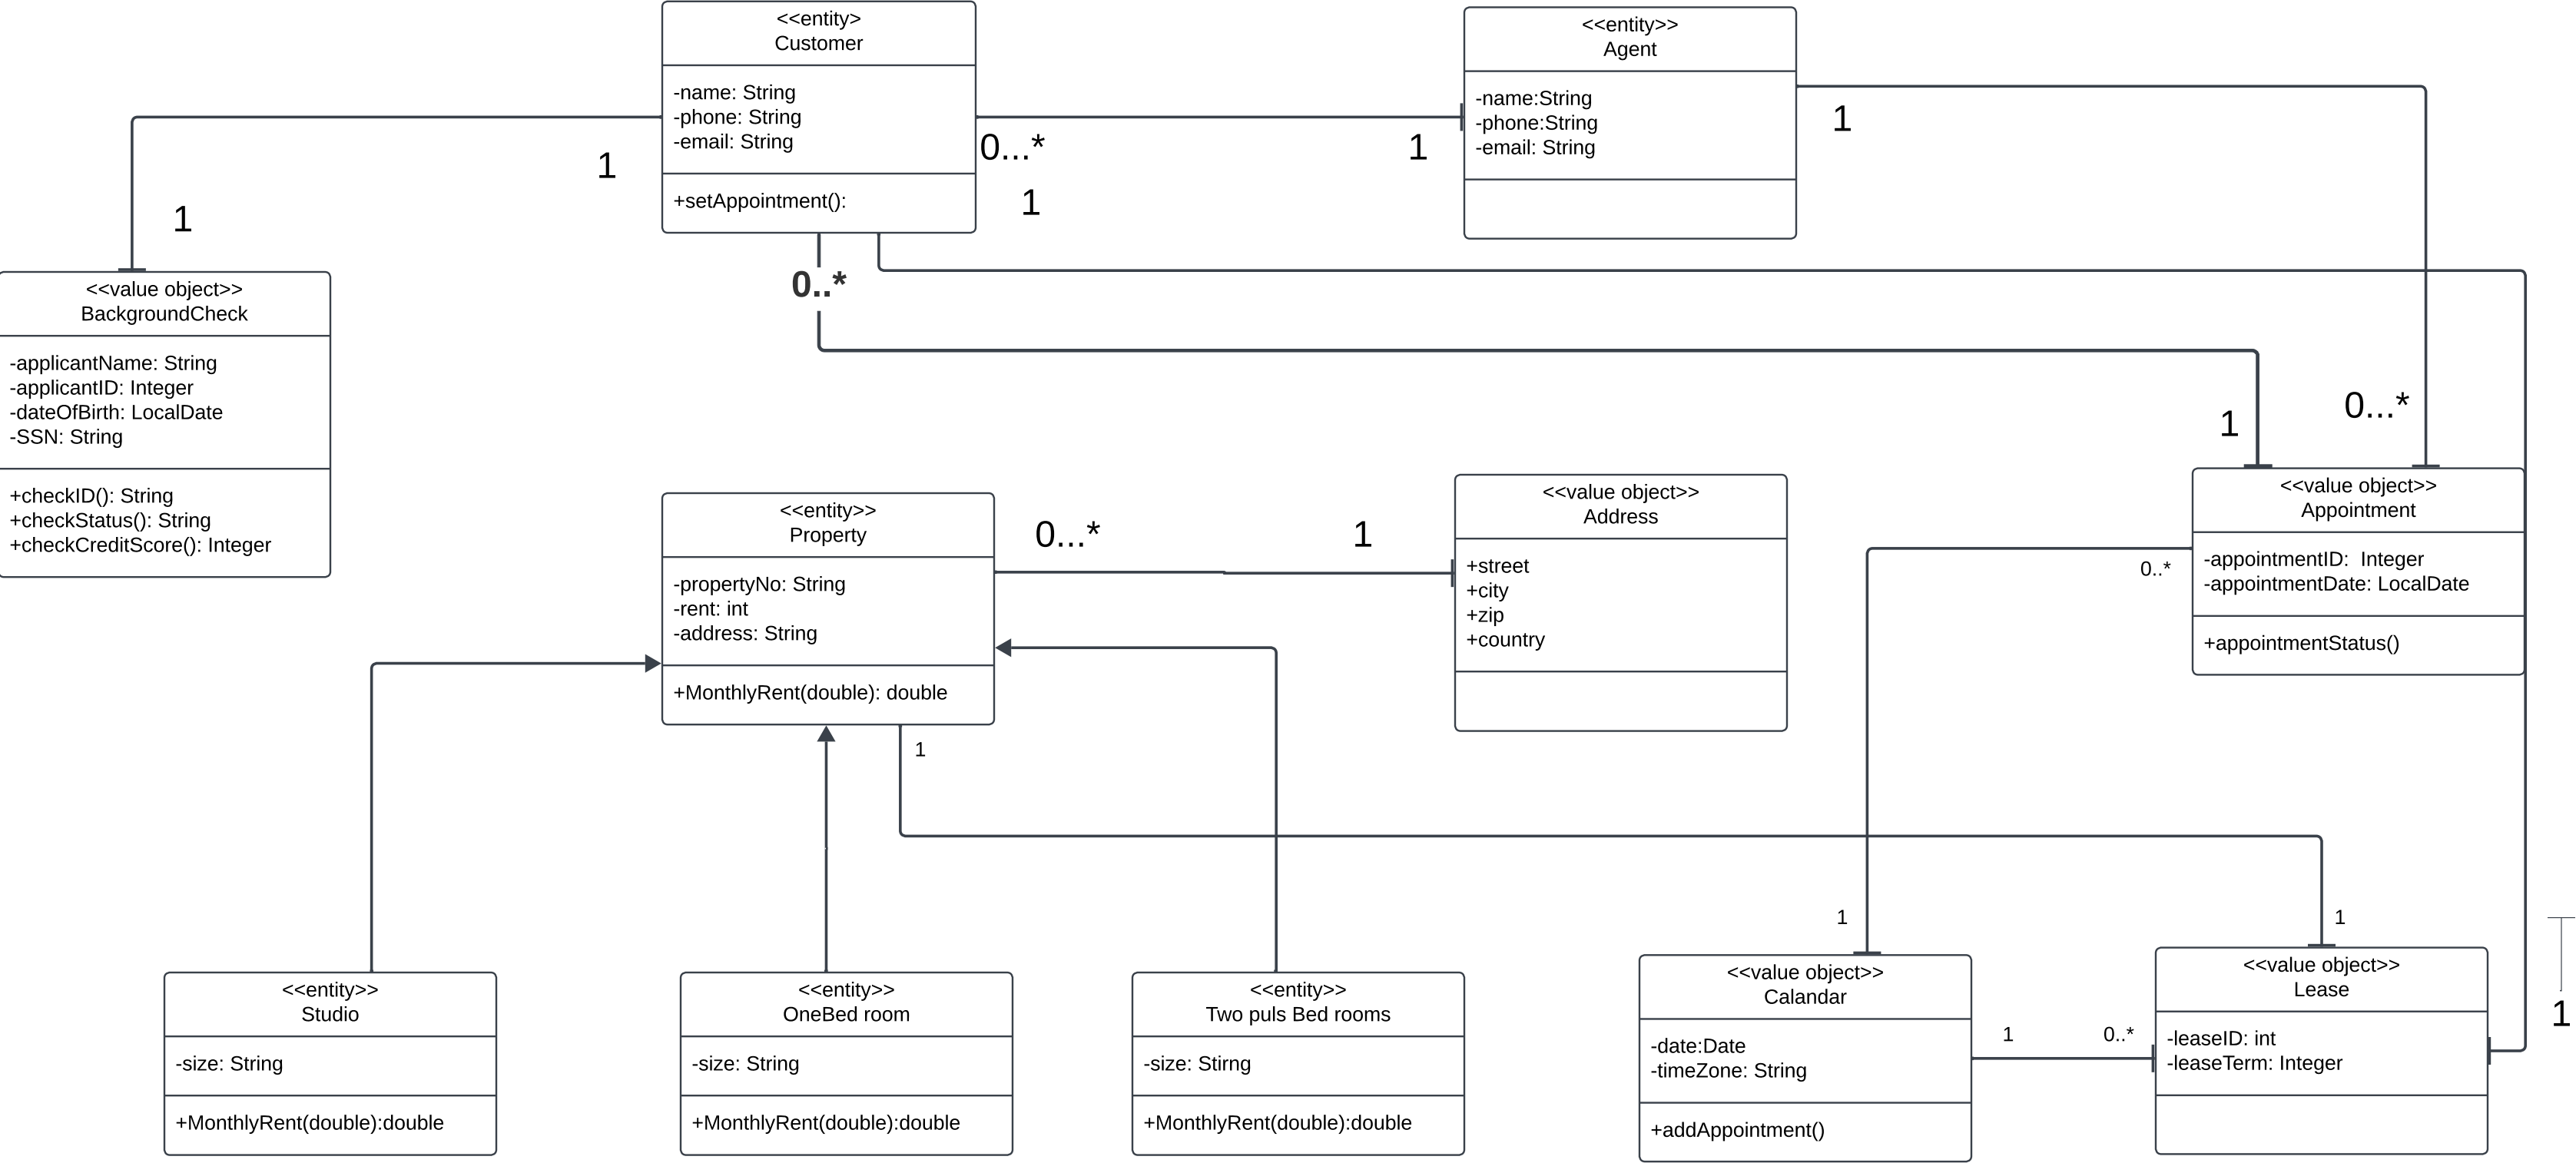 <<entity>
Customer
-name: String
-phone: String
-email: String
+setAppointment():
<<entity>>
Agent
-name:String
-phone:String
-email: String
1
1
0...*
1
1
1
0..*
1
0...*
<<value object>>
BackgroundCheck
-applicantName: String
-applicantID: Integer
-dateOfBirth: LocalDate
-SSN: String
+checkID(): String
+checkStatus(): String
+checkCreditScore(): Integer
<<entity>>
Property
-propertyNo: String
-rent: int
-address: String
+MonthlyRent(double): double
0...*
1
<<value object>>
Address
+street
+city
+zip
+country
<<value object>>
Appointment
-appointmentID:  Integer
-appointmentDate: LocalDate
+appointmentStatus()
0..*
1
1
1
<<entity>>
Studio
-size: String
+MonthlyRent(double):double
<<entity>>
OneBed room
-size: String
+MonthlyRent(double):double
<<entity>>
Two puls Bed rooms
-size: Stirng
+MonthlyRent(double):double
<<value object>>
Calandar
-date:Date
-timeZone: String
+addAppointment()
1
0..*
<<value object>>
Lease
-leaseID: int
-leaseTerm: Integer
1